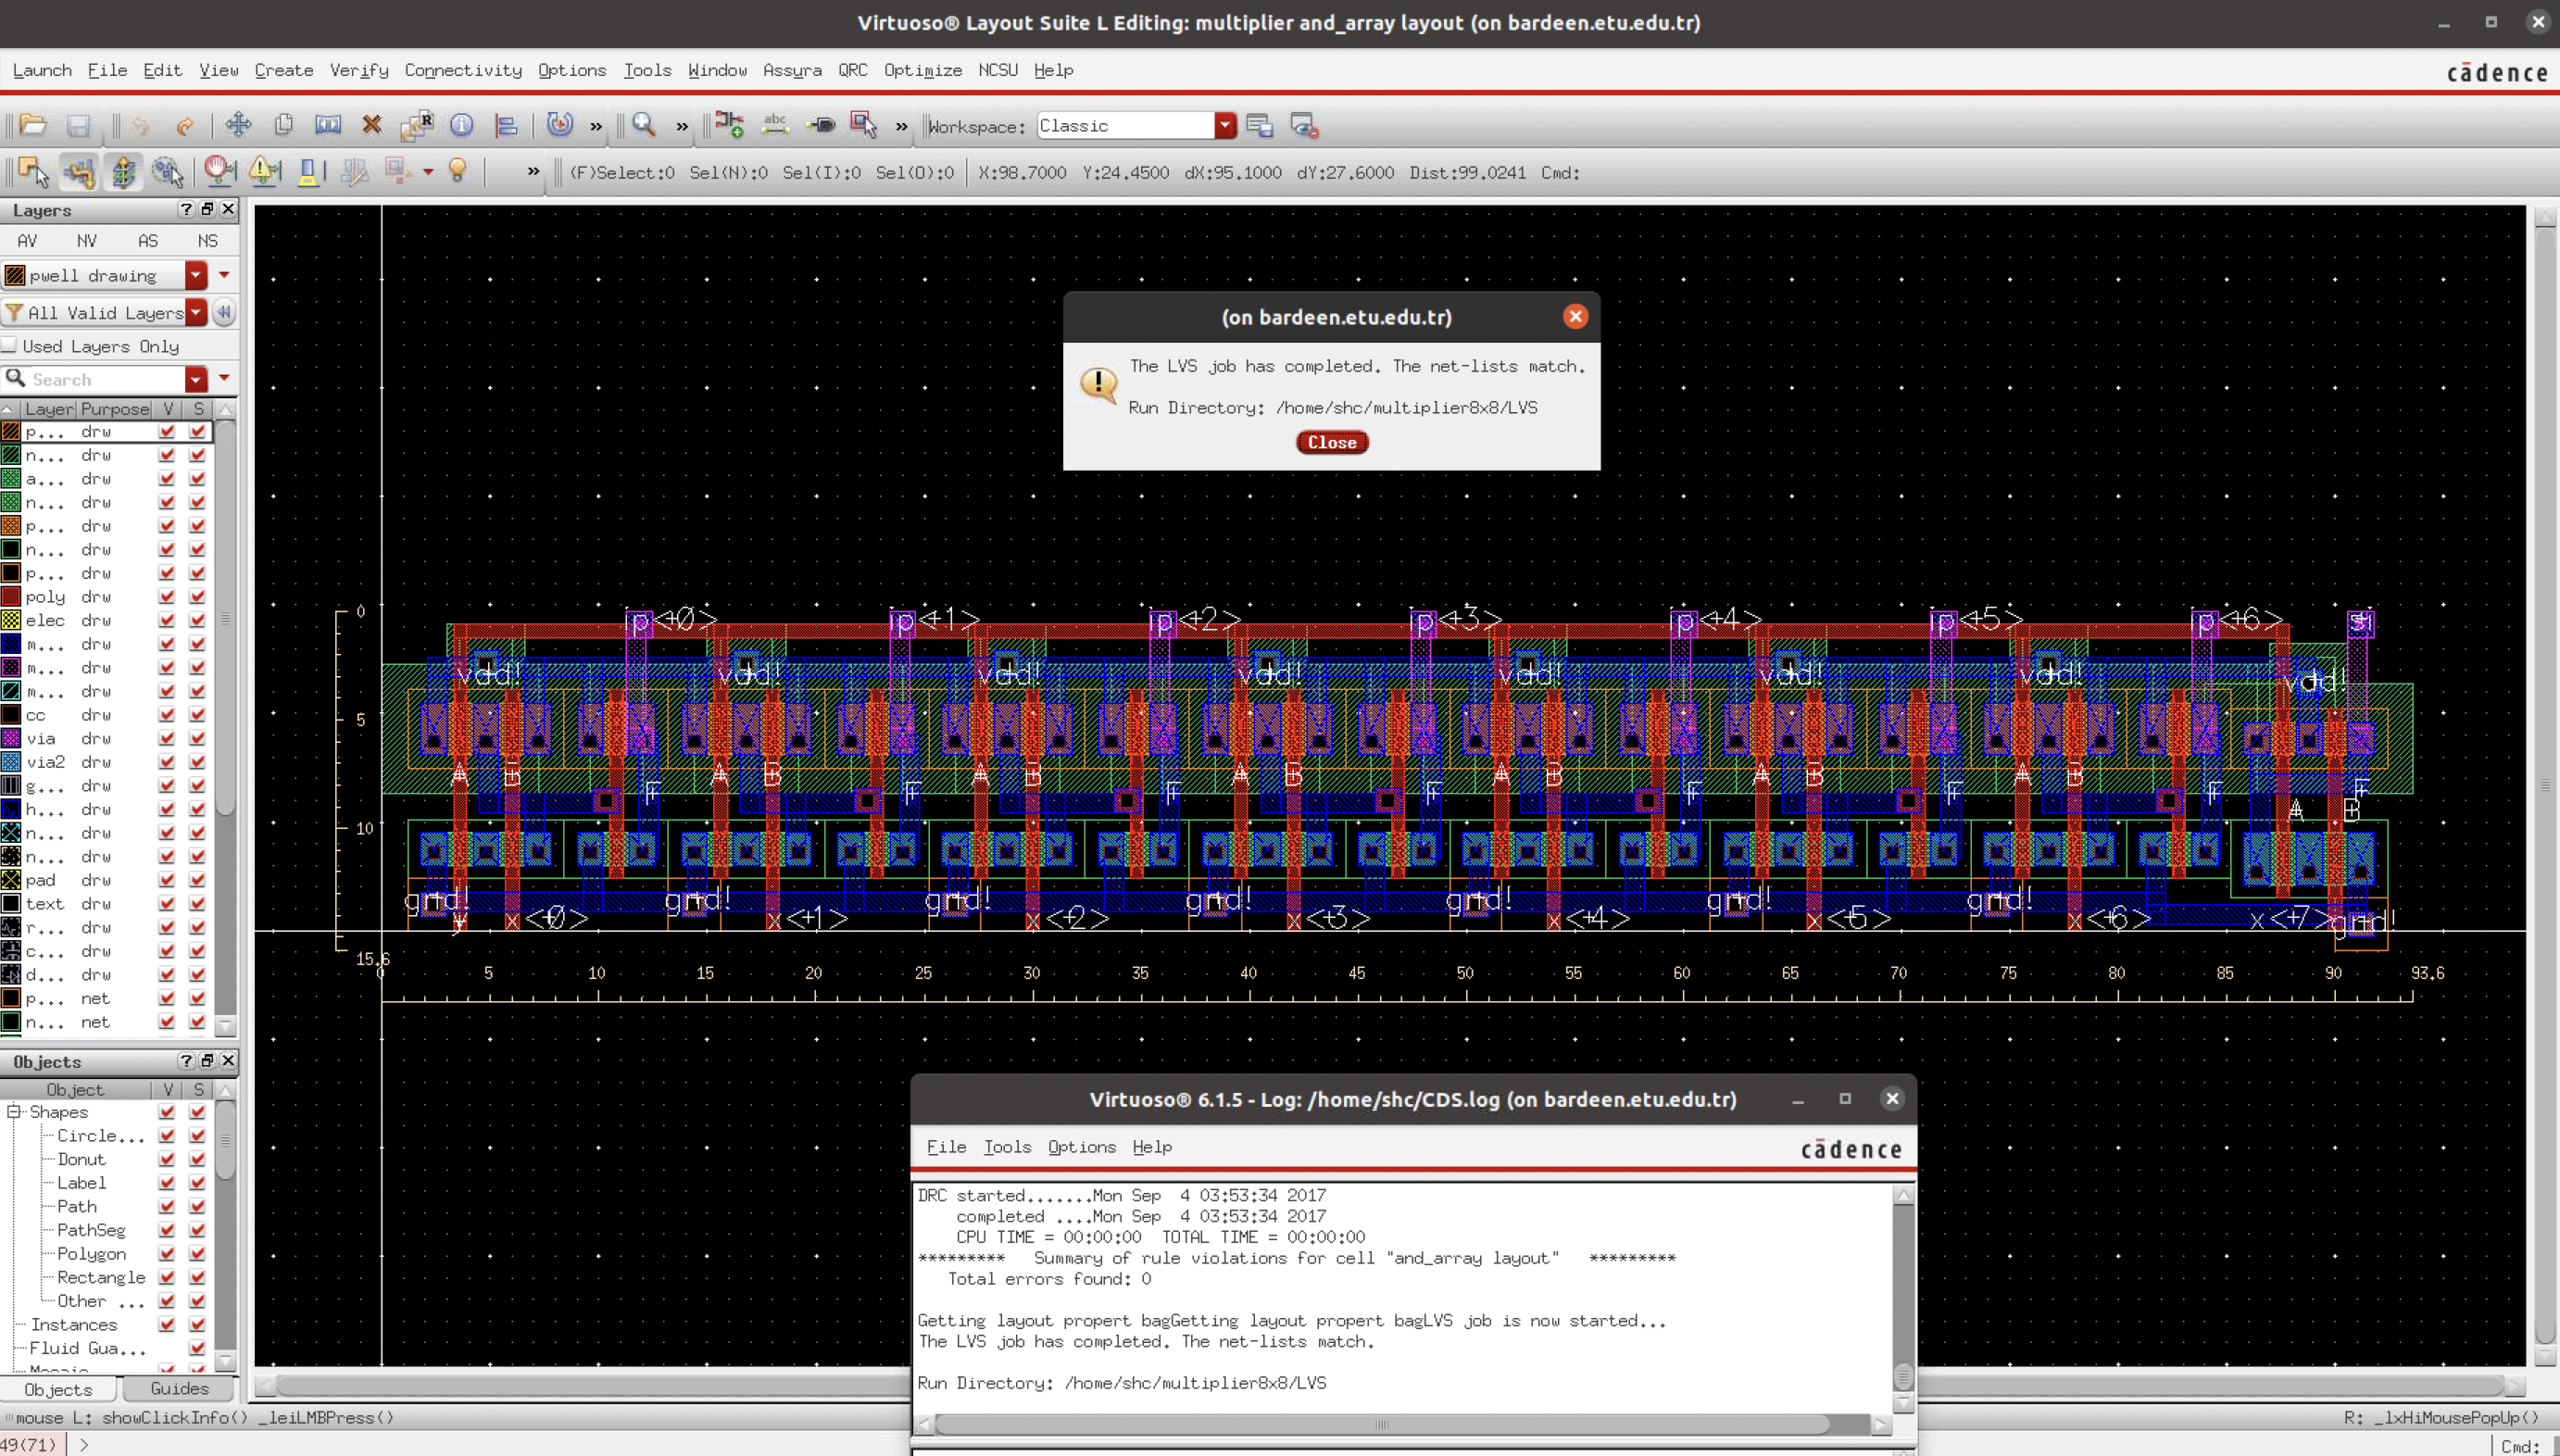 Virtuoso® Layout Suite L Editing: multiplier and_array layout (on bardeen.etu.edu.tr)
Launch File Edit View Create Verify Connectivity Options Tools Window Assura QRC Optimize NCSU Help
cādence
» » » Workspace: Classic
» (F)Select:0 Sel(N):0 Sel(I):0 Sel(O):0 X:98.7000 Y:24.4500 dX:95.1000 dY:27.6000 Dist:99.0241 Cmd:
Layers
AV NV AS NS
pwell drawing
All Valid Layers
Used Layers Only
Search
Layer Purpose V S
p... drw
n... drw
a... drw
n... drw
p... drw
n... drw
p... drw
poly drw
elec drw
m... drw
m... drw
m... drw
cc drw
via drw
via2 drw
g... drw
h... drw
n... drw
n... drw
pad drw
text drw
r... drw
c... drw
d... drw
p... net
n... net
Objects
Object V S
Shapes
Circle...
Donut
Label
Path
PathSeg
Polygon
Rectangle
Other ...
Instances
Fluid Gua...
Mosaic
Objects Guides
(on bardeen.etu.edu.tr)
The LVS job has completed. The net-lists match.
Run Directory: /home/shc/multiplier8x8/LVS
Close
p<0> p<1> p<2> p<3> p<4> p<5> p<6>
vdd! vdd! vdd! vdd! vdd! vdd! vdd! vdd!
A B A B A B A B A B A B A B
F F F F F F F F
A B
gnd! gnd! gnd! gnd! gnd! gnd! gnd!
y x<0> x<1> x<2> x<3> x<4> x<5> x<6> x<7> gnd!
0
5
10
15.6
0 5 10 15 20 25 30 35 40 45 50 55 60 65 70 75 80 85 90 93.6
Virtuoso® 6.1.5 - Log: /home/shc/CDS.log (on bardeen.etu.edu.tr)
File Tools Options Help
cādence
DRC started.......Mon Sep 4 03:53:34 2017
completed ....Mon Sep 4 03:53:34 2017
CPU TIME = 00:00:00 TOTAL TIME = 00:00:00
********* Summary of rule violations for cell "and_array layout" *********
Total errors found: 0
Getting layout propert bagGetting layout propert bagLVS job is now started...
The LVS job has completed. The net-lists match.
Run Directory: /home/shc/multiplier8x8/LVS
mouse L: showClickInfo() _leiLMBPress()
R: _lxHiMousePopUp()
49(71) >
Cmd: